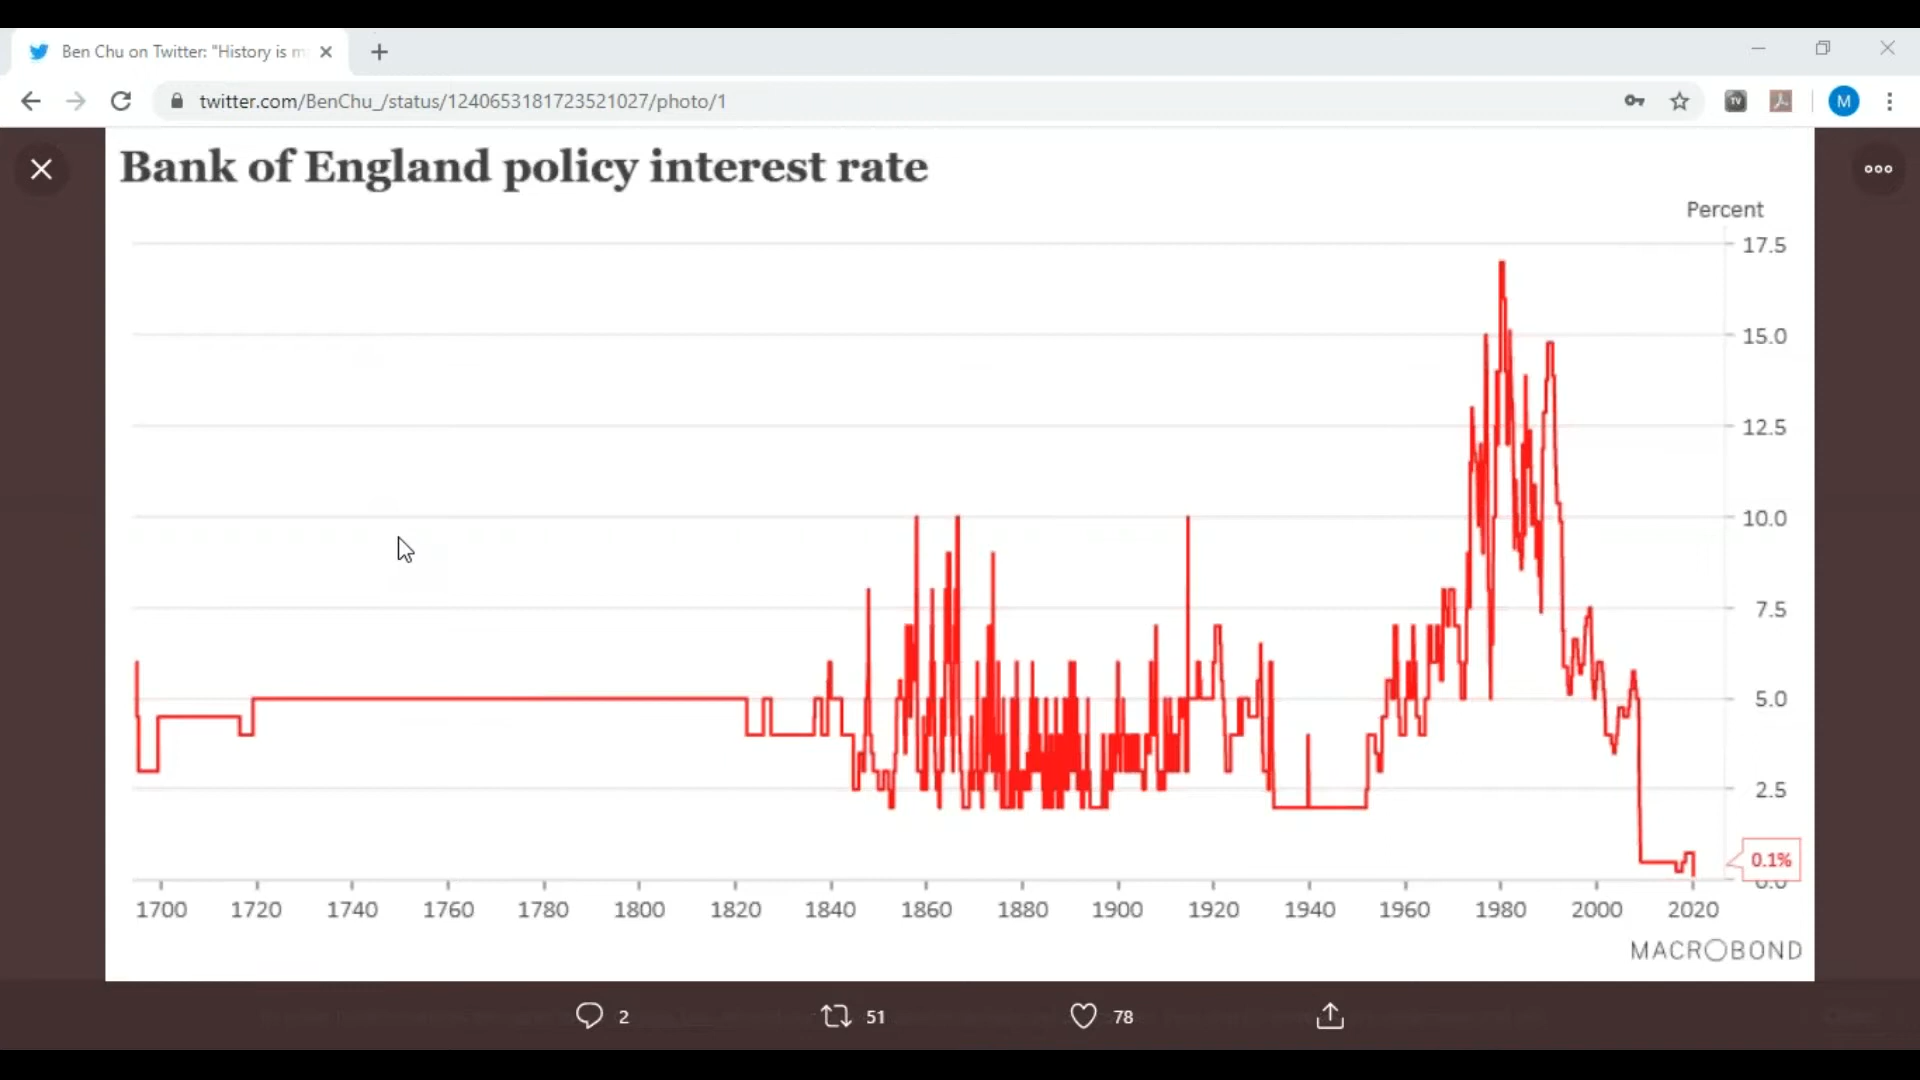 Ben Chu on Twitter: "History is m
twitter.com/BenChu_/status/1240653181723521027/photo/1
M
Bank of England policy interest rate
Percent
17.5
15.0
12.5
10.0
7.5
5.0
2.5
0.1%
0.0
1700 1720 1740 1760 1780 1800 1820 1840 1860 1880 1900 1920 1940 1960 1980 2000 2020
MACROBOND
2 51 78